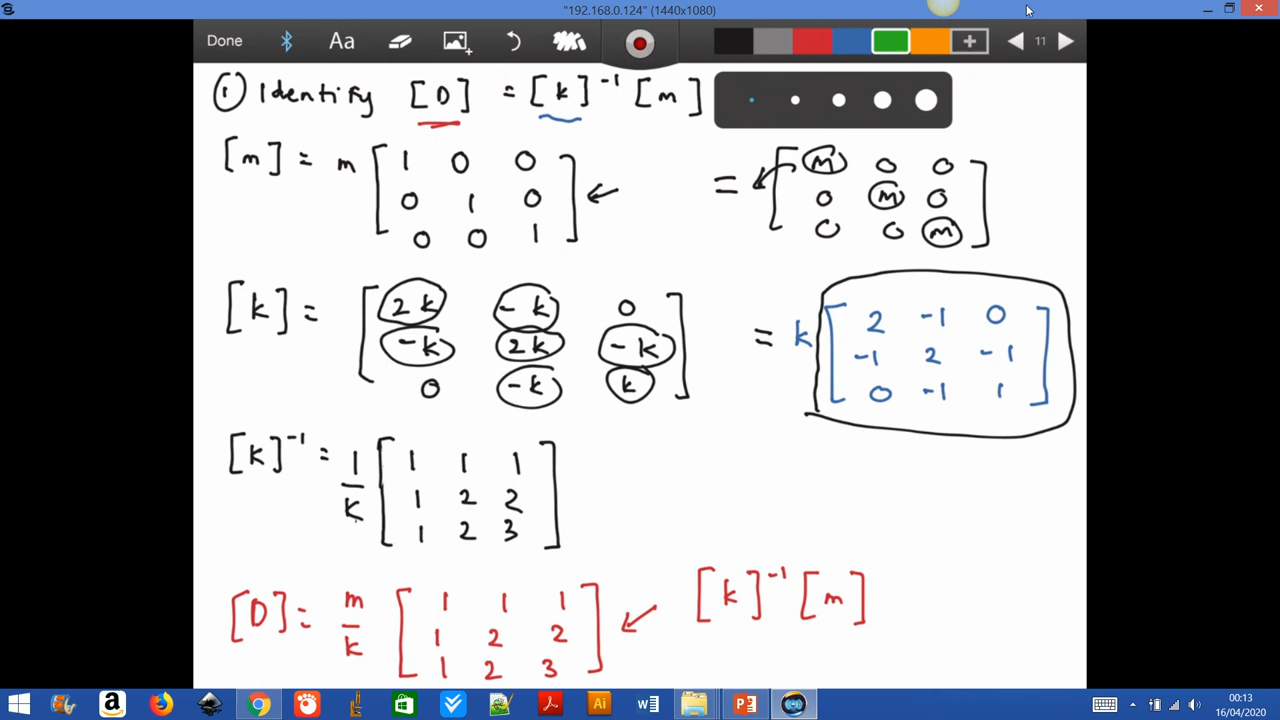 "192.168.0.124" (1440x1080)
Done Aa 11
① Identify [D] = [k]⁻¹ [m]
[m] = m [ 1 0 0 = [ m 0 0
0 1 0 ] ← 0 m 0
0 0 1 0 0 m ]
[k] = [ 2k -k 0 = k [ 2 -1 0
-k 2k -k -1 2 -1
0 -k k ] 0 -1 1 ]
[k]⁻¹ = 1/k [ 1 1 1
1 2 2
1 2 3 ]
[D] = m/k [ 1 1 1 [k]⁻¹ [m]
1 2 2
1 2 3 ]
a Ai W P
00:13
16/04/2020